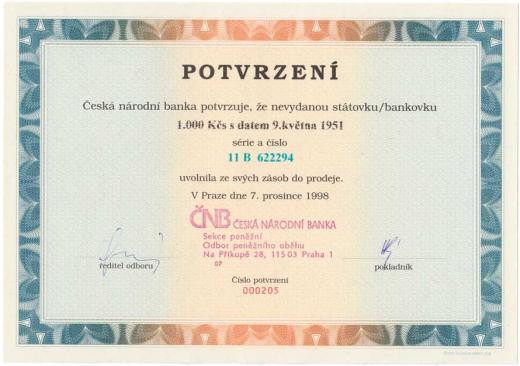 POTVRZENÍ
Česká národní banka potvrzuje, že nevydanou státovku/bankovku
1.000 Kčs s datem 9.května 1951
série a číslo
11 B 622294
uvolnila ze svých zásob do prodeje.
V Praze dne 7. prosince 1998
ČNB ČESKÁ NÁRODNÍ BANKA
Sekce peněžní
Odbor peněžního oběhu
Na Příkopě 28, 115 03 Praha 1
07
ředitel odboru
pokladník
Číslo potvrzení
000205